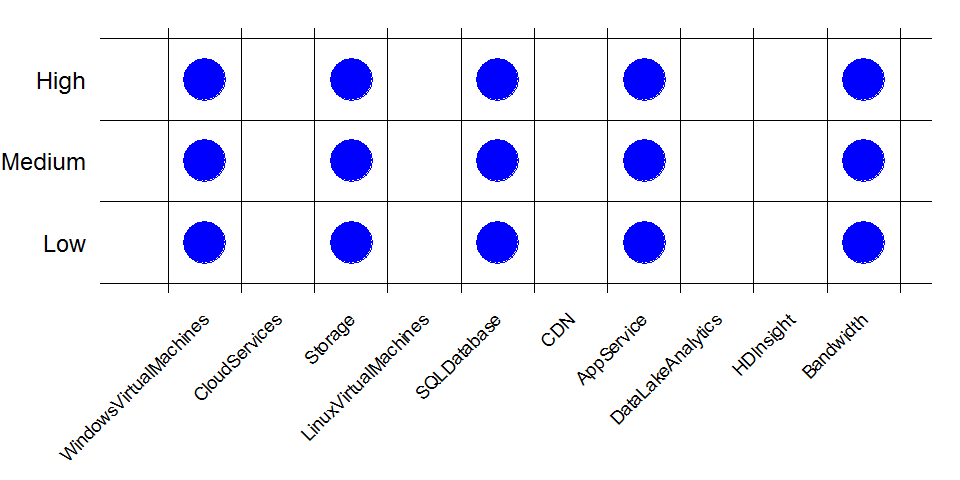 High
Medium
Low
WindowsVirtualMachines
CloudServices
Storage
LinuxVirtualMachines
SQLDatabase
CDN
AppService
DataLakeAnalytics
HDInsight
Bandwidth